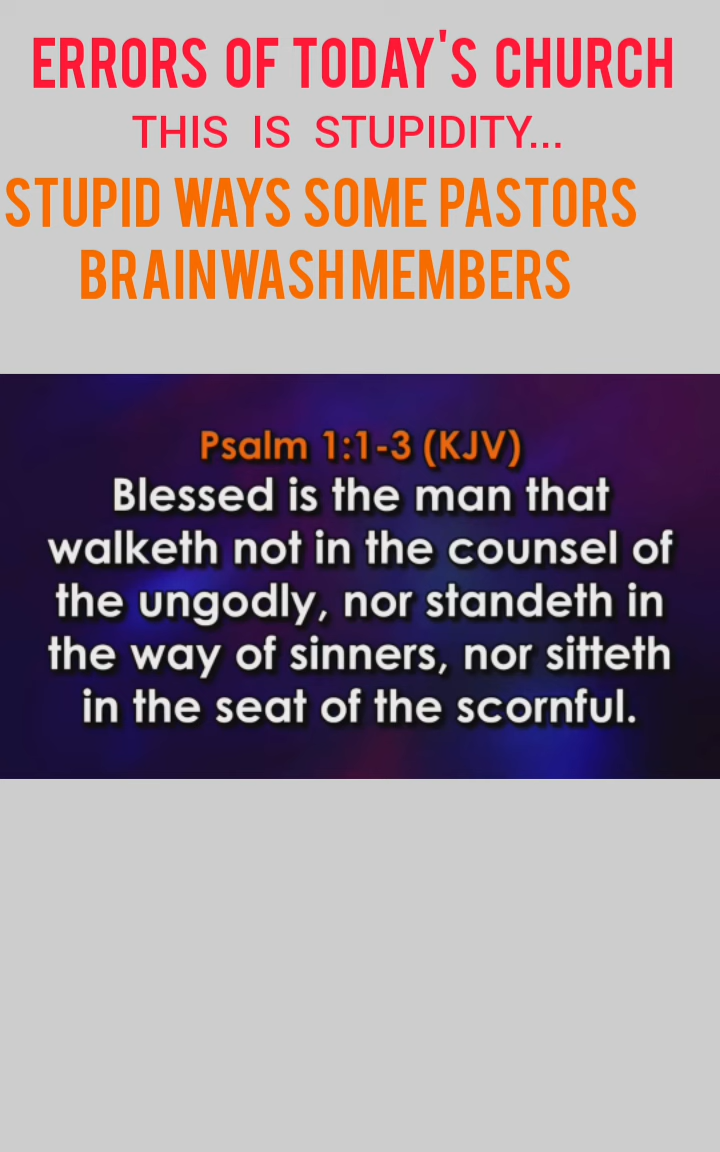 ERRORS OF TODAY'S CHURCH
THIS IS STUPIDITY...
STUPID WAYS SOME PASTORS
BRAINWASH MEMBERS
Psalm 1:1-3 (KJV)
Blessed is the man that
walketh not in the counsel of
the ungodly, nor standeth in
the way of sinners, nor sitteth
in the seat of the scornful.